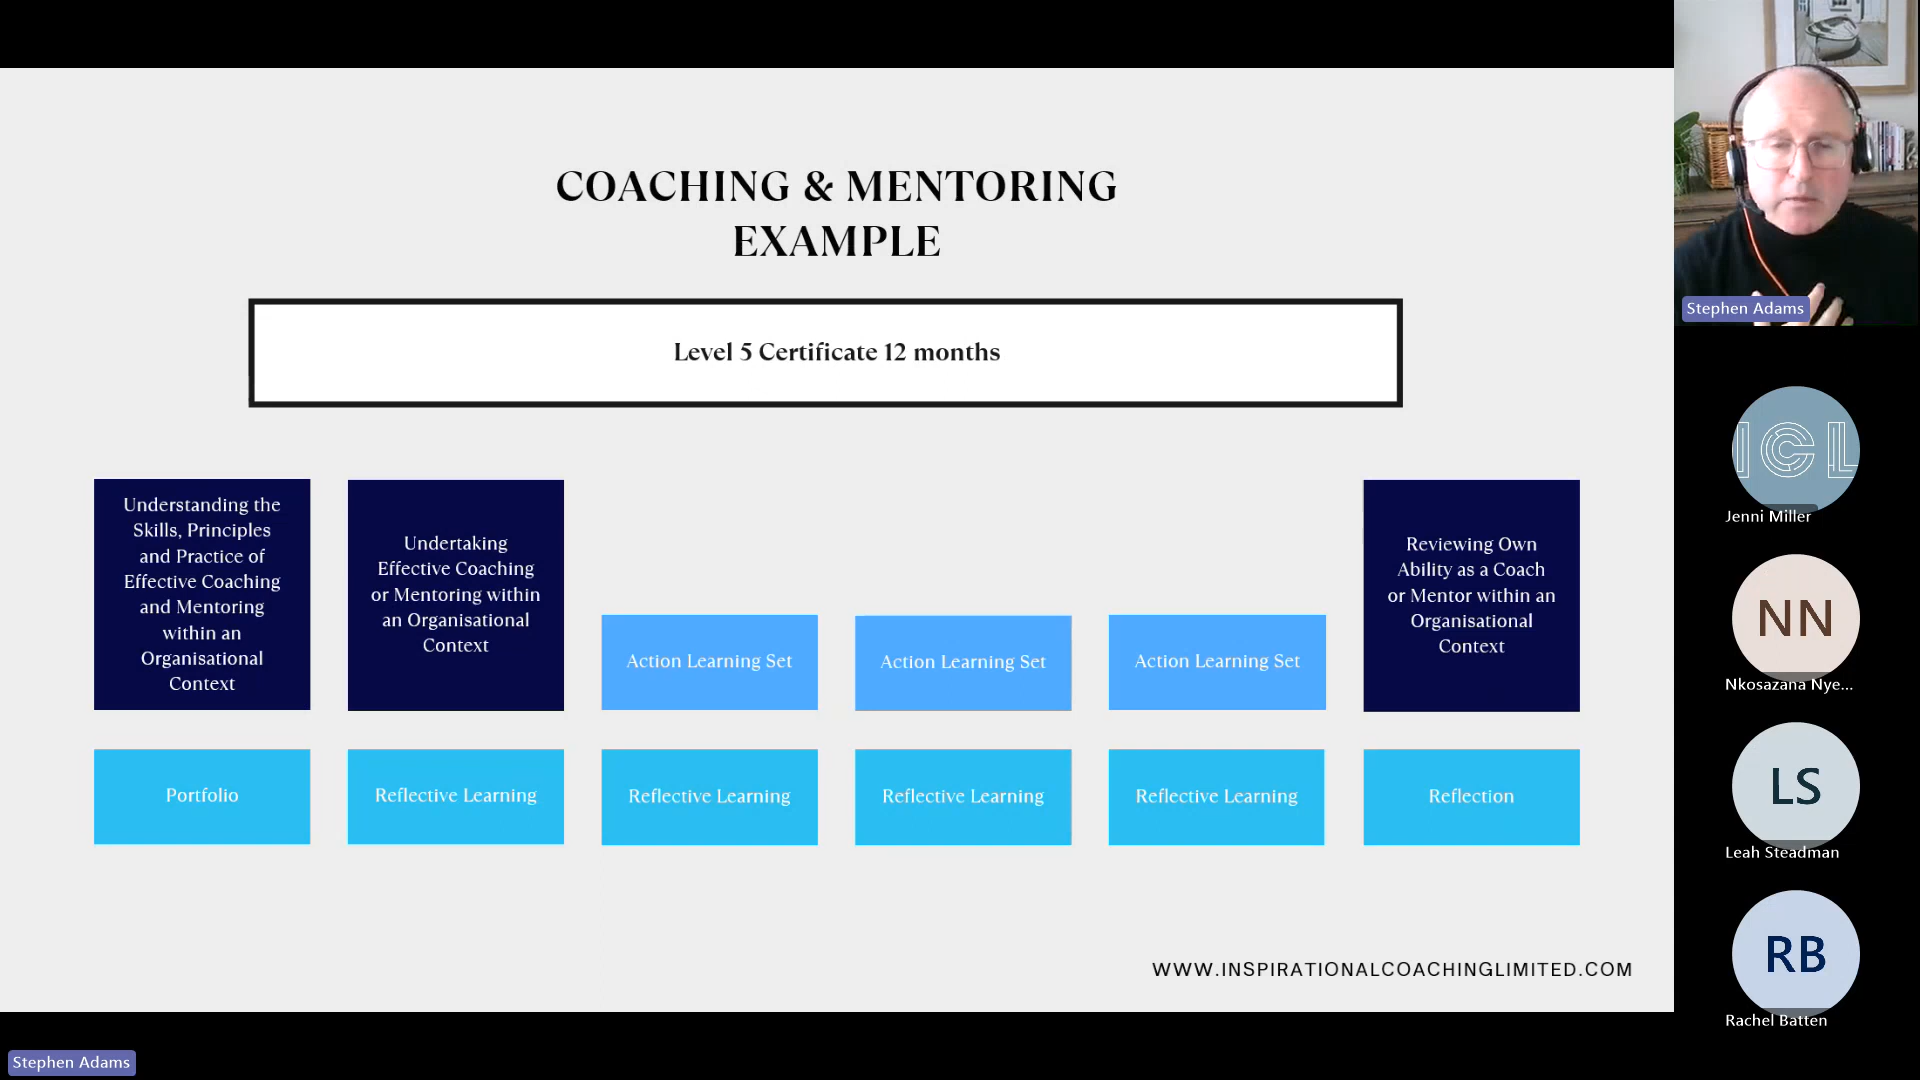 COACHING & MENTORING
EXAMPLE
Level 5 Certificate 12 months
Understanding the
Skills, Principles
and Practice of
Effective Coaching
and Mentoring
within an
Organisational
Context
Undertaking
Effective Coaching
or Mentoring within
an Organisational
Context
Action Learning Set
Action Learning Set
Action Learning Set
Reviewing Own
Ability as a Coach
or Mentor within an
Organisational
Context
Portfolio
Reflective Learning
Reflective Learning
Reflective Learning
Reflective Learning
Reflection
WWW.INSPIRATIONALCOACHINGLIMITED.COM
Stephen Adams
Stephen Adams
ICL
Jenni Miller
NN
Nkosazana Nye...
LS
Leah Steadman
RB
Rachel Batten